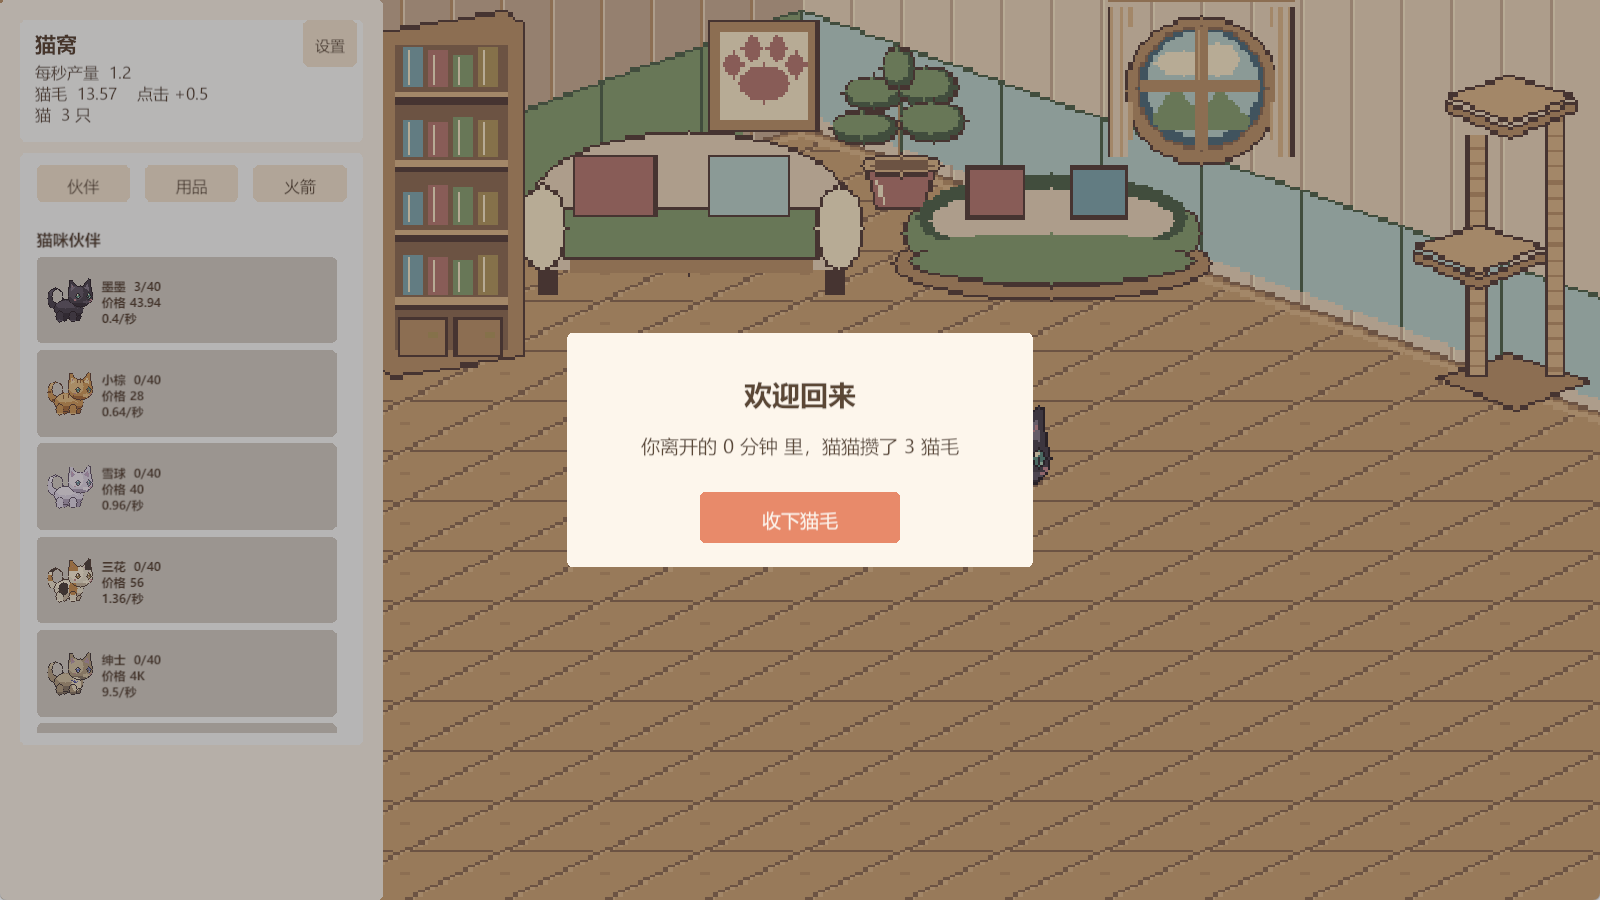 猫窝
设置
每秒产量 1.2
猫毛 13.57 点击 +0.5
猫 3 只
伙伴 用品 火箭
猫咪伙伴
墨墨 3/40
价格 43.94
0.4/秒
小棕 0/40
价格 28
0.64/秒
雪球 0/40
价格 40
0.96/秒
三花 0/40
价格 56
1.36/秒
绅士 0/40
价格 4K
9.5/秒
欢迎回来
你离开的 0 分钟 里，猫猫攒了 3 猫毛
收下猫毛